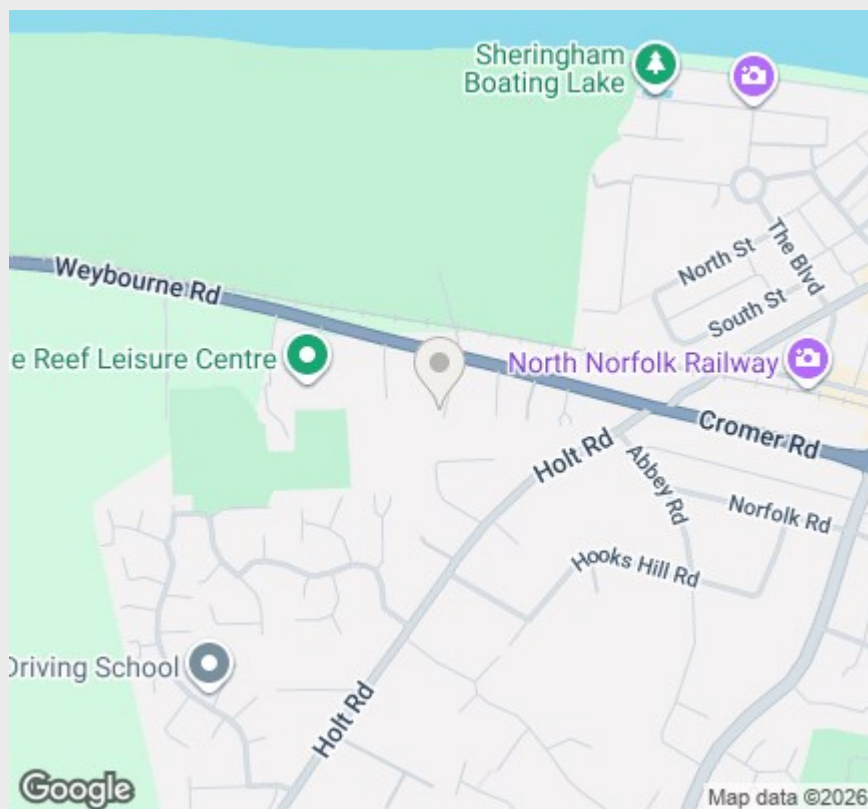 Sheringham
Boating Lake
Weybourne Rd
North St
The Blvd
South St
e Reef Leisure Centre
North Norfolk Railway
Cromer Rd
Holt Rd
Abbey Rd
Norfolk Rd
Hooks Hill Rd
Driving School
Holt Rd
Google
Map data ©2026